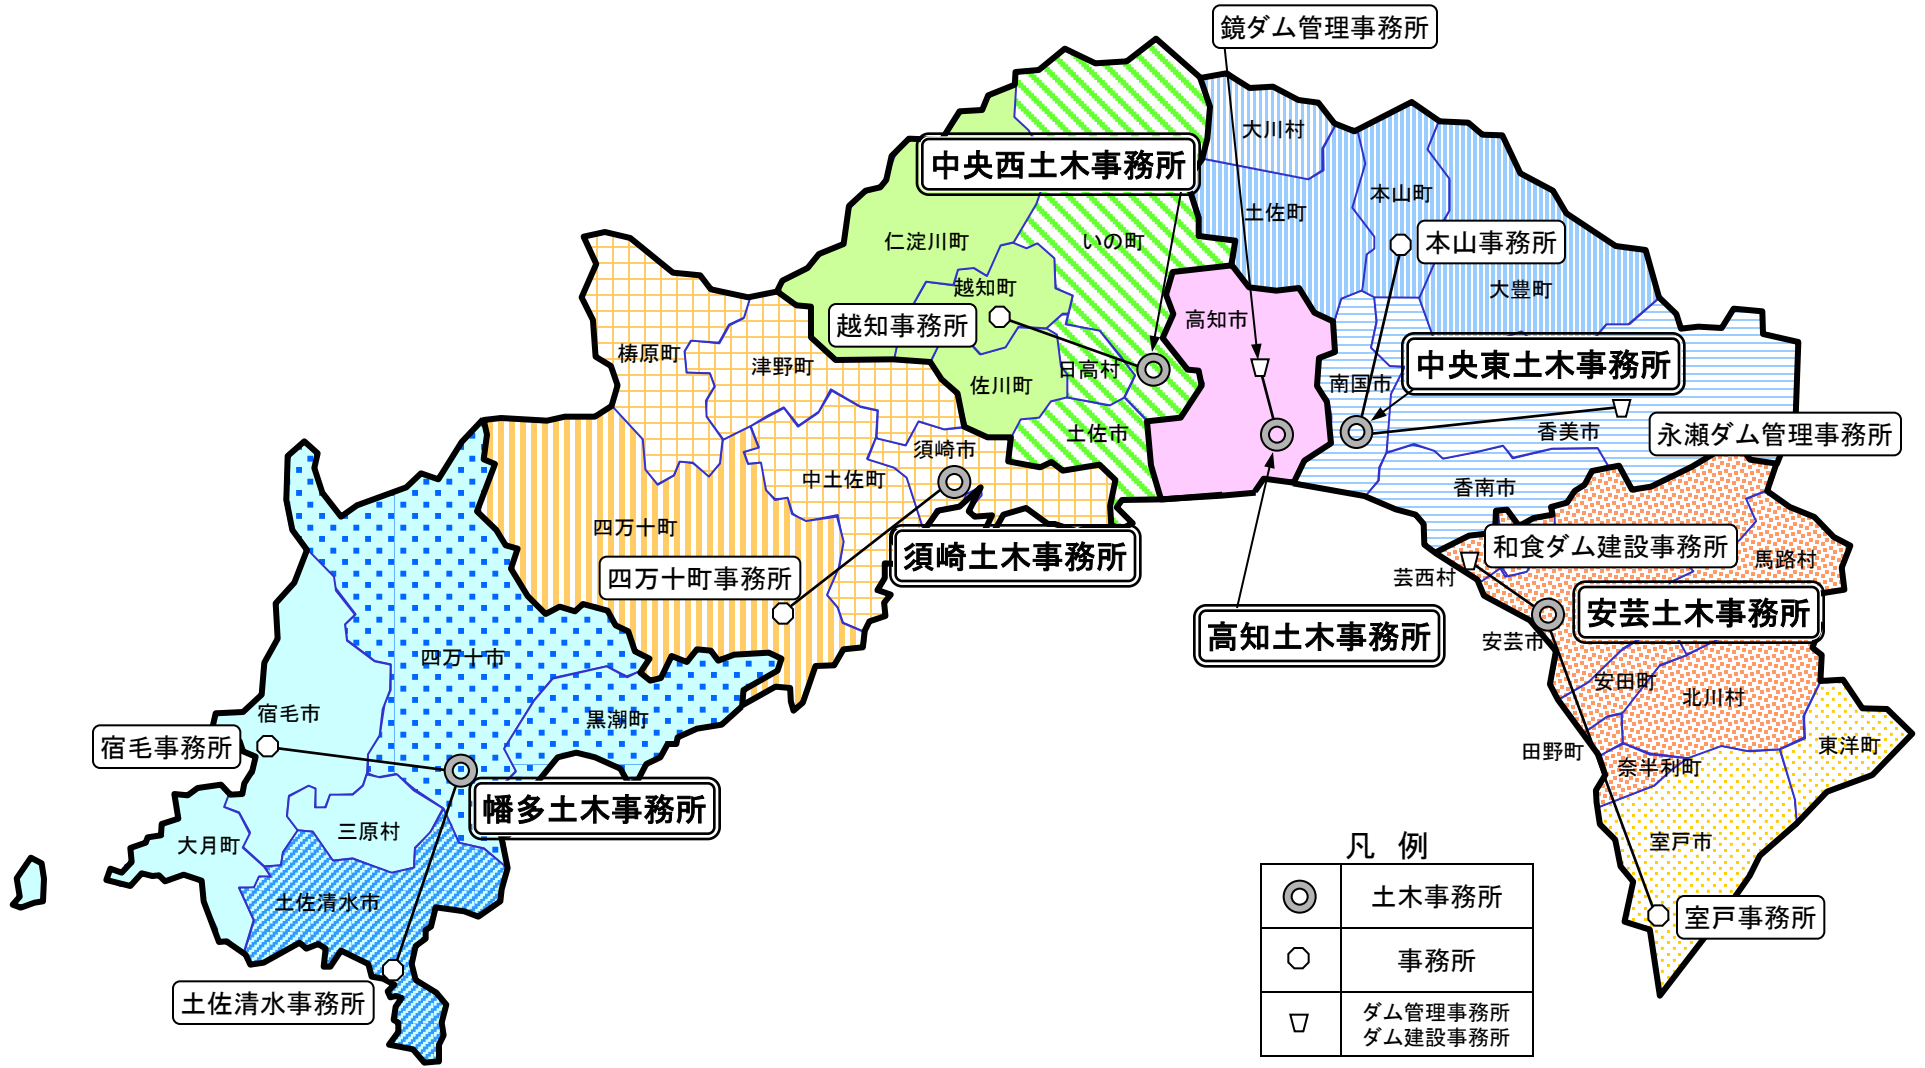 鏡ダム管理事務所
大川村
中央西土木事務所
本山町
土佐町
仁淀川町
いの町
本山事務所
越知町
大豊町
越知事務所
高知市
梼原町
津野町
日高村
佐川町
中央東土木事務所
南国市
土佐市
香美市
永瀬ダム管理事務所
須崎市
中土佐町
香南市
四万十町
須崎土木事務所
和食ダム建設事務所
馬路村
四万十町事務所
芸西村
安芸土木事務所
高知土木事務所
安芸市
四万十市
安田町
北川村
宿毛市
黒潮町
宿毛事務所
田野町
東洋町
奈半利町
幡多土木事務所
三原村
大月町
室戸市
土佐清水市
室戸事務所
土佐清水事務所
凡 例
土木事務所
事務所
ダム管理事務所
ダム建設事務所